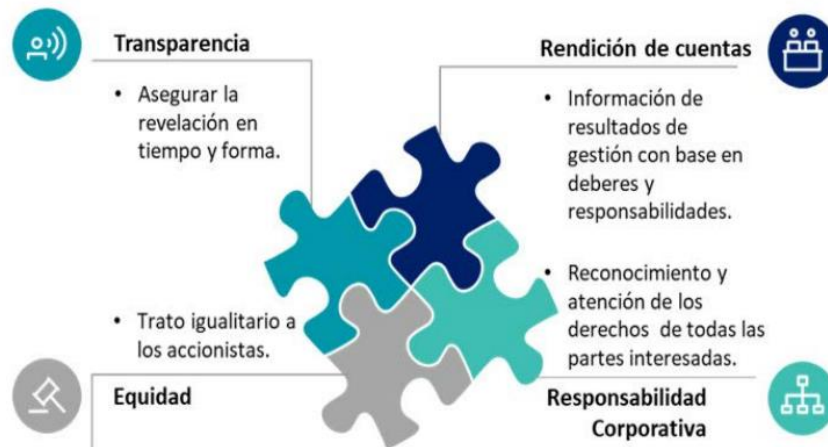 Transparencia
• Asegurar la
revelación en
tiempo y forma.
Rendición de cuentas
• Información de
resultados de
gestión con base en
deberes y
responsabilidades.
• Trato igualitario a
los accionistas.
Equidad
• Reconocimiento y
atención de los
derechos de todas las
partes interesadas.
Responsabilidad
Corporativa